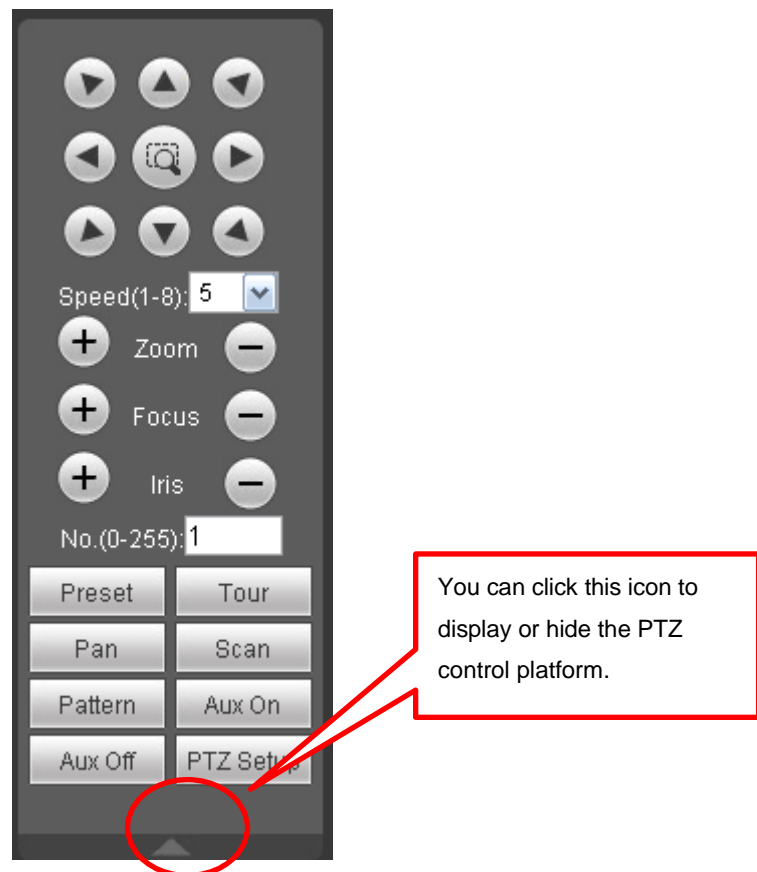 Speed(1-8): 5
+ Zoom −
+ Focus −
+ Iris −
No.(0-255): 1
Preset Tour
Pan Scan
Pattern Aux On
Aux Off PTZ Setup
You can click this icon to
display or hide the PTZ
control platform.